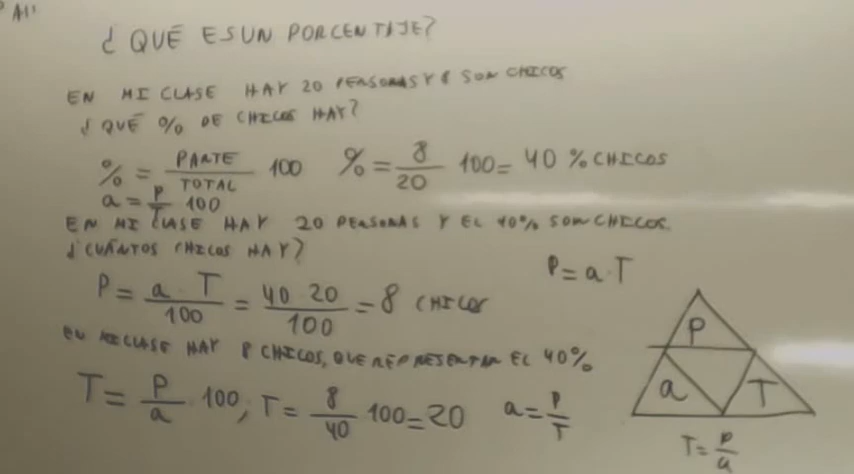 ¿ QUÉ ES UN PORCENTAJE?
EN MI CLASE HAY 20 PERSONAS Y 8 SON CHICOS
¿ QUÉ % DE CHICOS HAY?
% = PARTE/TOTAL 100 % = 8/20 100 = 40 % CHICOS
a = P/T 100
EN MI CLASE HAY 20 PERSONAS Y EL 40% SON CHICOS.
¿CUÁNTOS CHICOS HAY?
P = a · T
P = a · T/100 = 40 · 20/100 = 8 CHICOS
P
a T
EN MI CLASE HAY 8 CHICOS, QUE REPRESENTAN EL 40%
T = P/a · 100; T = 8/40 100 = 20 a = P/T
T = P/a